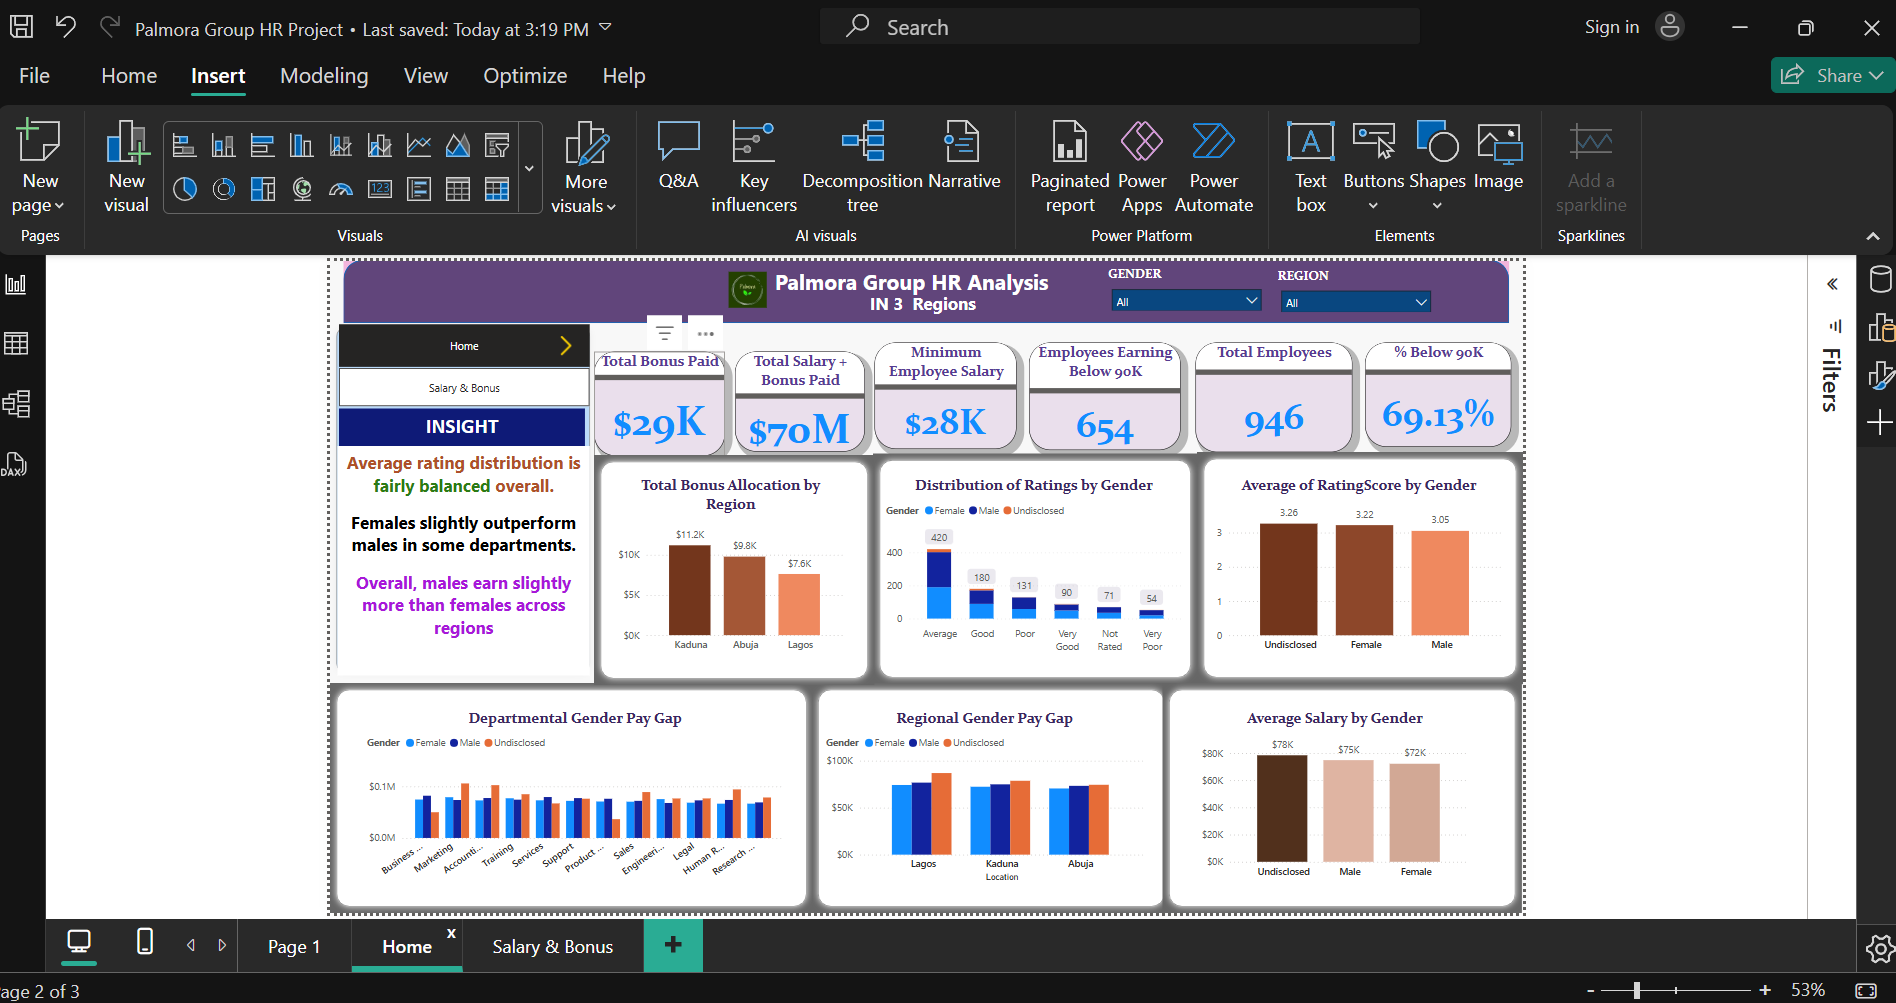 Palmora Group HR Project • Last saved: Today at 3:19 PM
Search
Sign in
File Home Insert Modeling View Optimize Help
Share
New page
Pages
New visual
More visuals
Visuals
Q&A
Key influencers
Decomposition tree
Narrative
AI visuals
Paginated report
Power Apps
Power Automate
Power Platform
Text box
Buttons
Shapes
Image
Elements
Add a sparkline
Sparklines
DAX
Palmora Group HR Analysis
IN 3 Regions
GENDER
All
REGION
All
Home
Salary & Bonus
INSIGHT
Average rating distribution is
fairly balanced overall.
Females slightly outperform
males in some departments.
Overall, males earn slightly
more than females across
regions
Total Bonus Paid
$29K
Total Salary +
Bonus Paid
$70M
Minimum
Employee Salary
$28K
Employees Earning
Below 90K
654
Total Employees
946
% Below 90K
69.13%
Filters
Total Bonus Allocation by
Region
$10K
$5K
$0K
$11.2K
$9.8K
$7.6K
Kaduna Abuja Lagos
Distribution of Ratings by Gender
Gender Female Male Undisclosed
400
200
0
420
180
131
90
71
54
Average Good Poor Very Good Not Rated Very Poor
Average of RatingScore by Gender
3
2
1
0
3.26
3.22
3.05
Undisclosed Female Male
Departmental Gender Pay Gap
Gender Female Male Undisclosed
$0.1M
$0.0M
Business ... Marketing Accounti... Training Services Support Product ... Sales Engineeri... Legal Human R... Research ...
Regional Gender Pay Gap
Gender Female Male Undisclosed
$100K
$50K
$0K
Lagos Kaduna Abuja
Location
Average Salary by Gender
$80K
$60K
$40K
$20K
$0K
$78K
$75K
$72K
Undisclosed Male Female
Page 1 Home x Salary & Bonus +
age 2 of 3
- + 53%